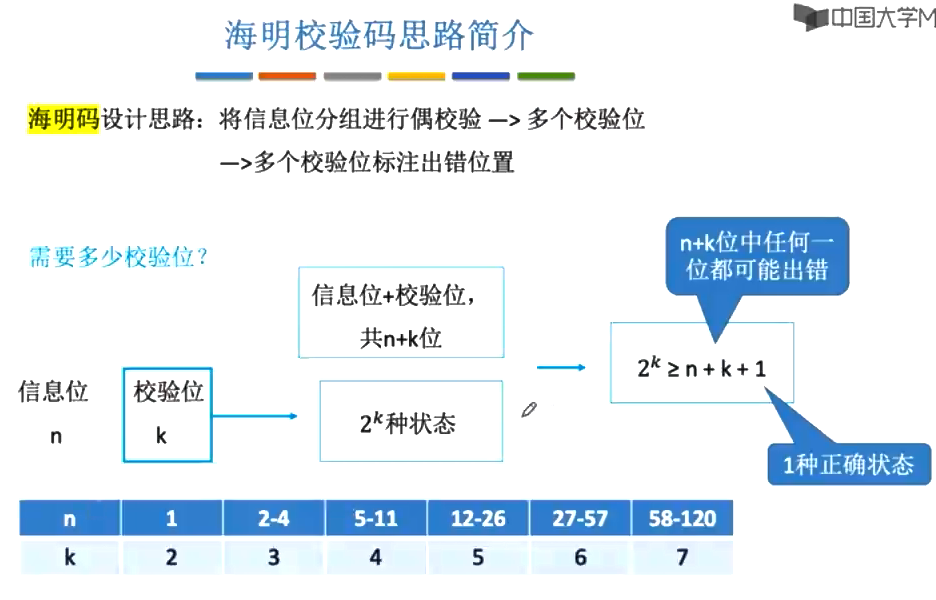 中国大学M
海明校验码思路简介
海明码设计思路：将信息位分组进行偶校验 —> 多个校验位
—>多个校验位标注出错位置
需要多少校验位？
n+k位中任何一
位都可能出错
信息位+校验位，
共n+k位
信息位
n
校验位
k
2^k种状态
2^k ≥ n + k + 1
1种正确状态
n 1 2-4 5-11 12-26 27-57 58-120
k 2 3 4 5 6 7